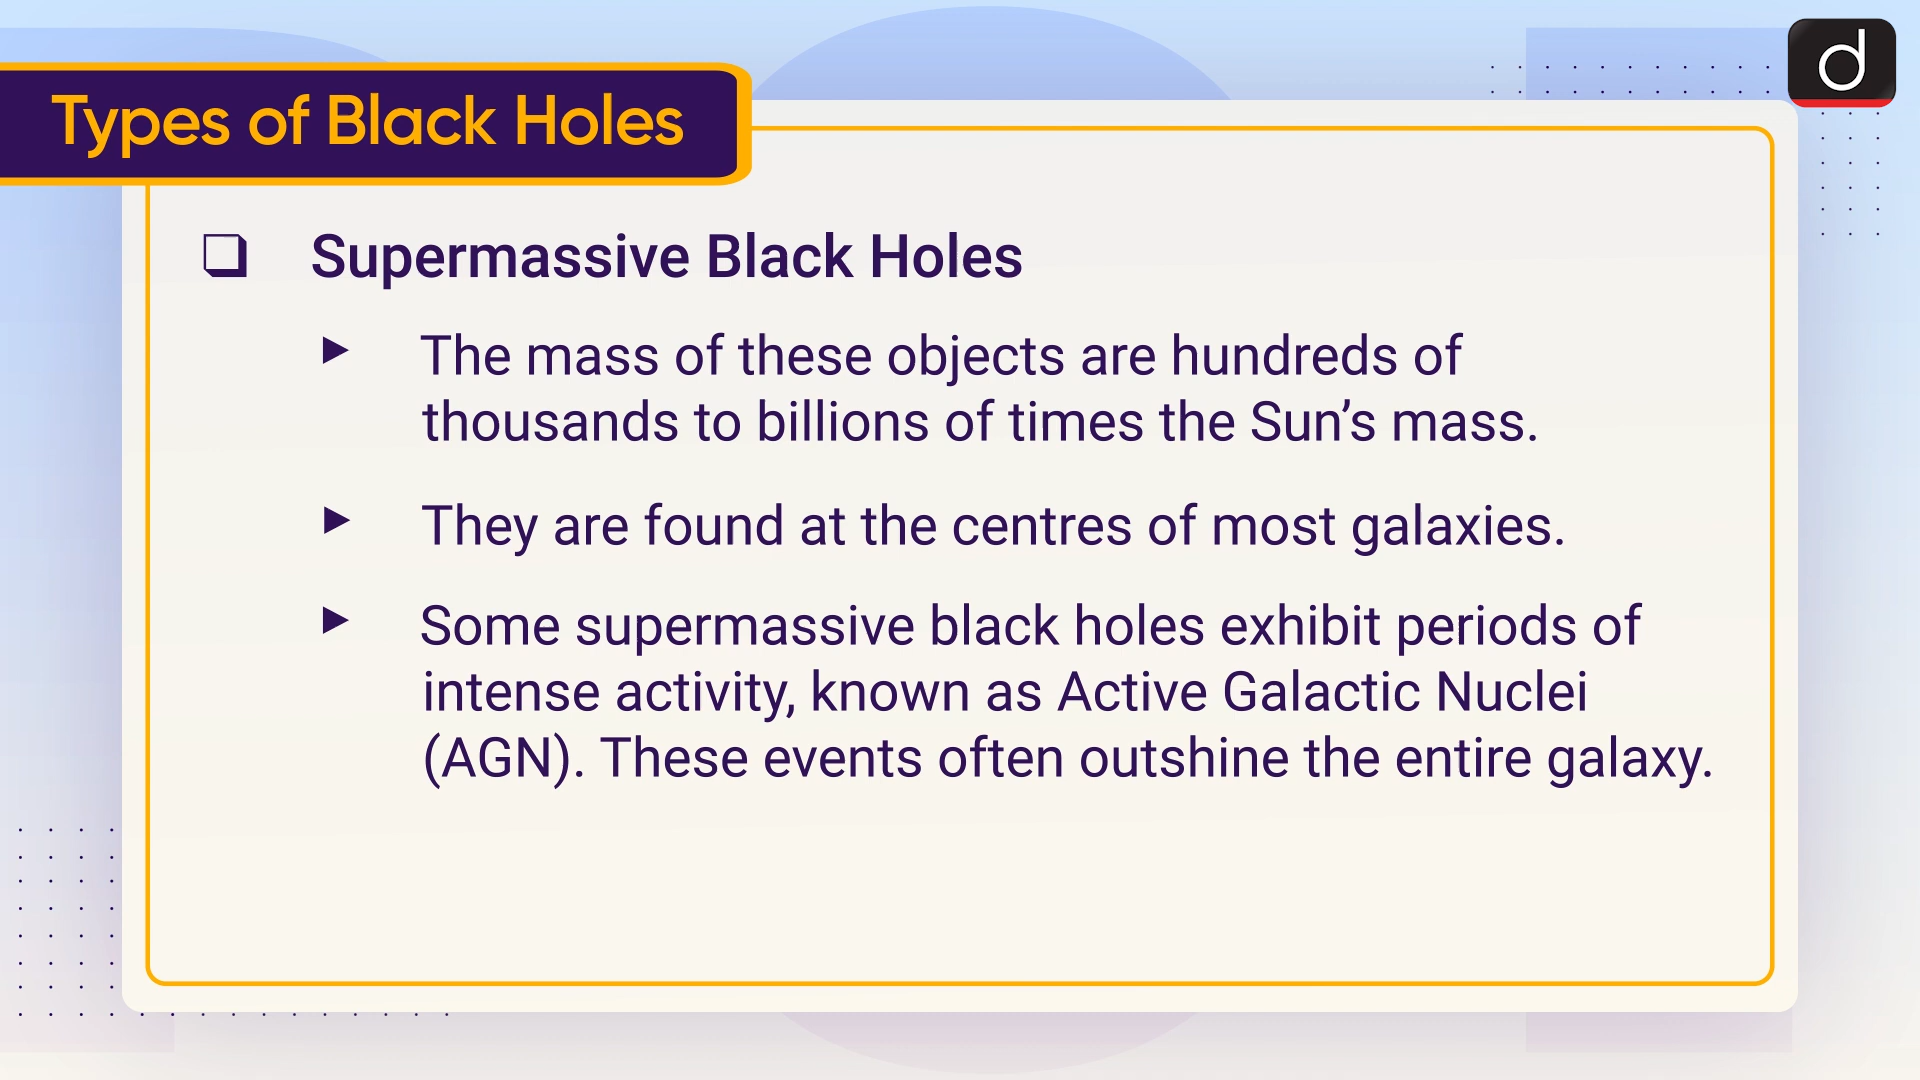 Types of Black Holes
d
❑ Supermassive Black Holes
► The mass of these objects are hundreds of
thousands to billions of times the Sun’s mass.
► They are found at the centres of most galaxies.
► Some supermassive black holes exhibit periods of
intense activity, known as Active Galactic Nuclei
(AGN). These events often outshine the entire galaxy.